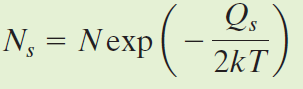 N_s = N exp(-Q_s/2kT)